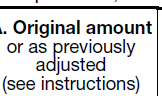 . Original amount
or as previously
adjusted
(see instructions)